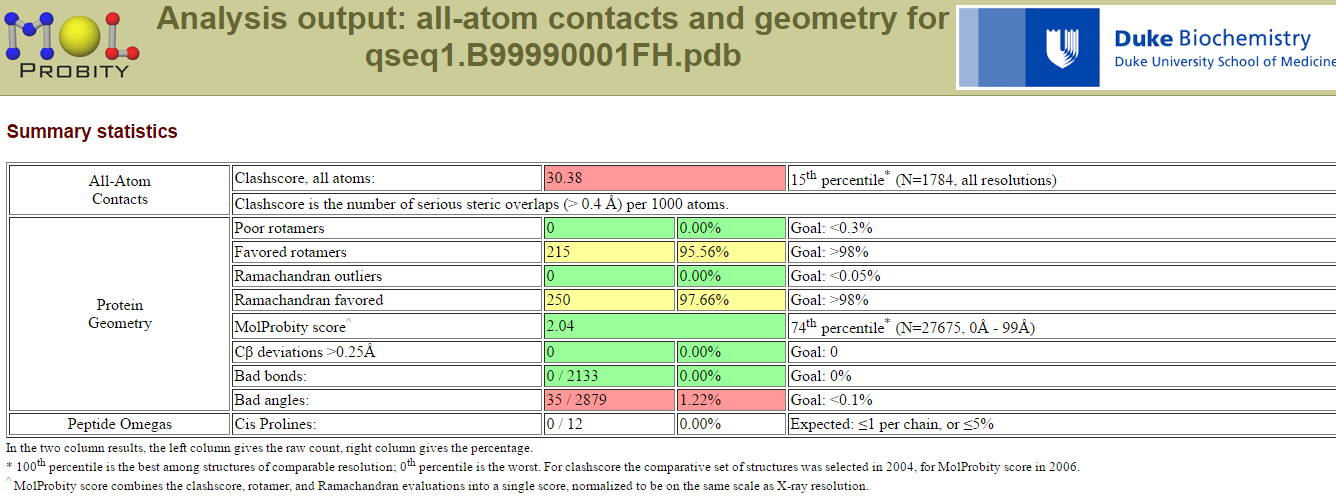 MOL
PROBITY
Analysis output: all-atom contacts and geometry for
qseq1.B99990001FH.pdb
Duke Biochemistry
Duke University School of Medicine
Summary statistics
All-Atom
Contacts
Clashscore, all atoms: 30.38 15th percentile* (N=1784, all resolutions)
Clashscore is the number of serious steric overlaps (> 0.4 Å) per 1000 atoms.
Protein
Geometry
Poor rotamers 0 0.00% Goal: <0.3%
Favored rotamers 215 95.56% Goal: >98%
Ramachandran outliers 0 0.00% Goal: <0.05%
Ramachandran favored 250 97.66% Goal: >98%
MolProbity score^ 2.04 74th percentile* (N=27675, 0Å - 99Å)
Cβ deviations >0.25Å 0 0.00% Goal: 0
Bad bonds: 0 / 2133 0.00% Goal: 0%
Bad angles: 35 / 2879 1.22% Goal: <0.1%
Peptide Omegas Cis Prolines: 0 / 12 0.00% Expected: ≤1 per chain, or ≤5%
In the two column results, the left column gives the raw count, right column gives the percentage.
* 100th percentile is the best among structures of comparable resolution; 0th percentile is the worst. For clashscore the comparative set of structures was selected in 2004, for MolProbity score in 2006.
^ MolProbity score combines the clashscore, rotamer, and Ramachandran evaluations into a single score, normalized to be on the same scale as X-ray resolution.